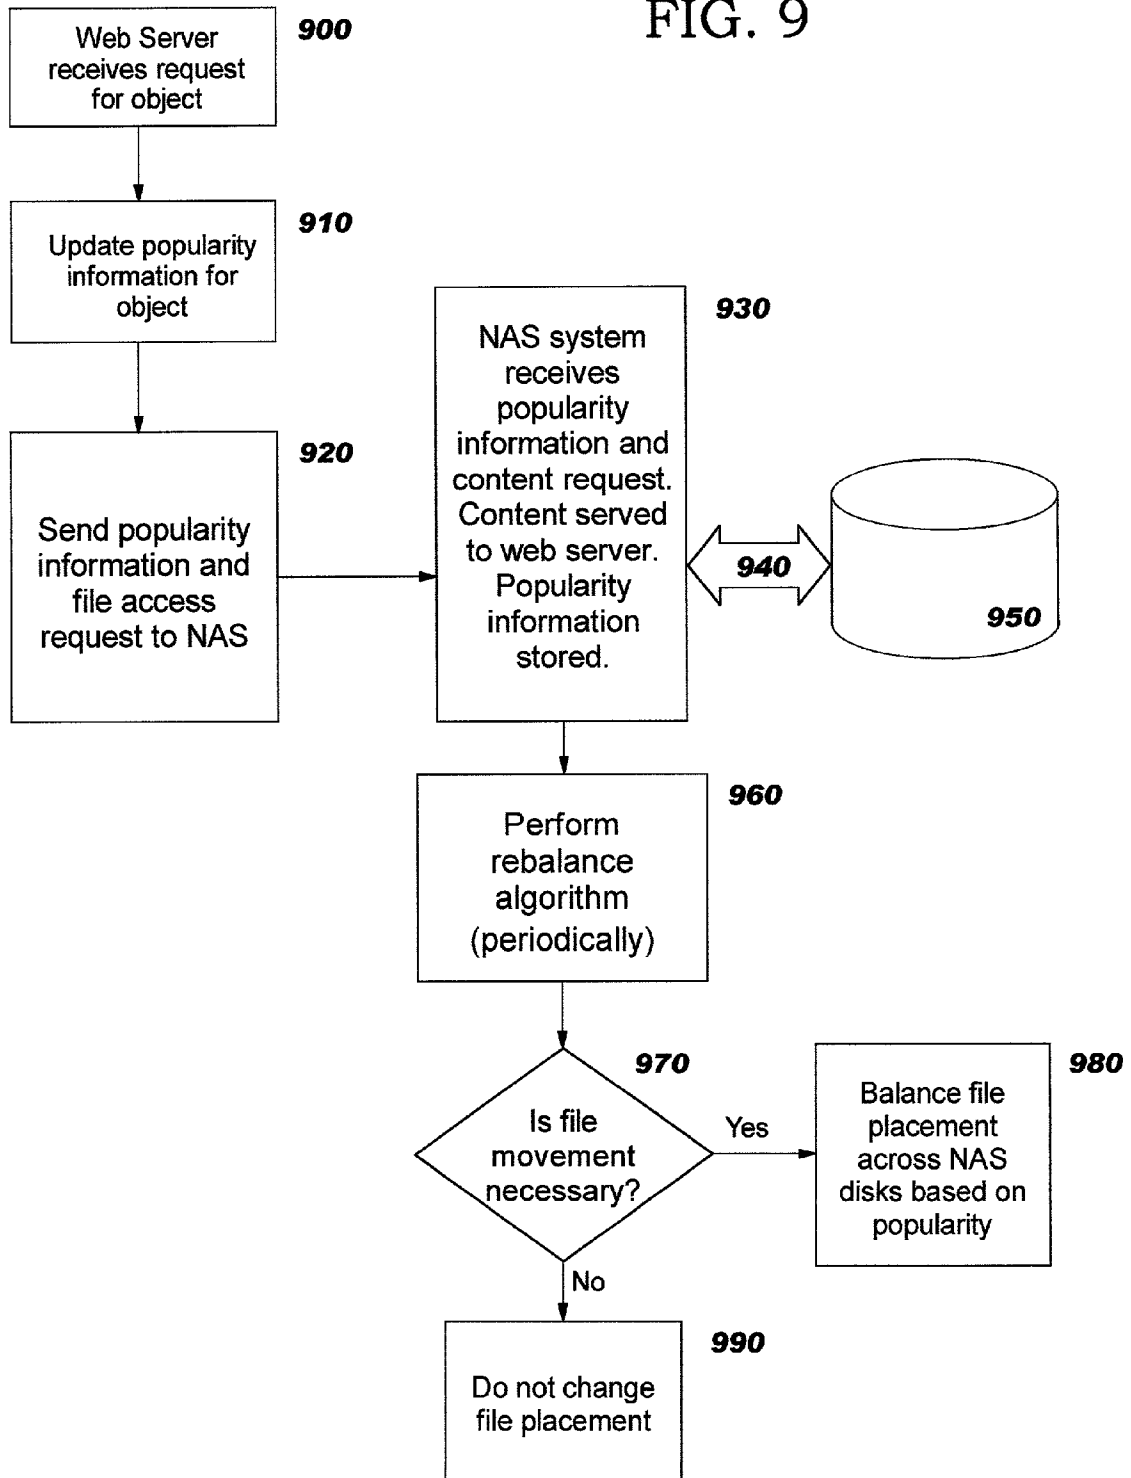 FIG. 9
Web Server
receives request
for object
900
Update popularity
information for
object
910
Send popularity
information and
file access
request to NAS
920
NAS system
receives
popularity
information and
content request.
Content served
to web server.
Popularity
information
stored.
930
940
950
Perform
rebalance
algorithm
(periodically)
960
Is file
movement
necessary?
970
Yes
Balance file
placement
across NAS
disks based on
popularity
980
No
Do not change
file placement
990